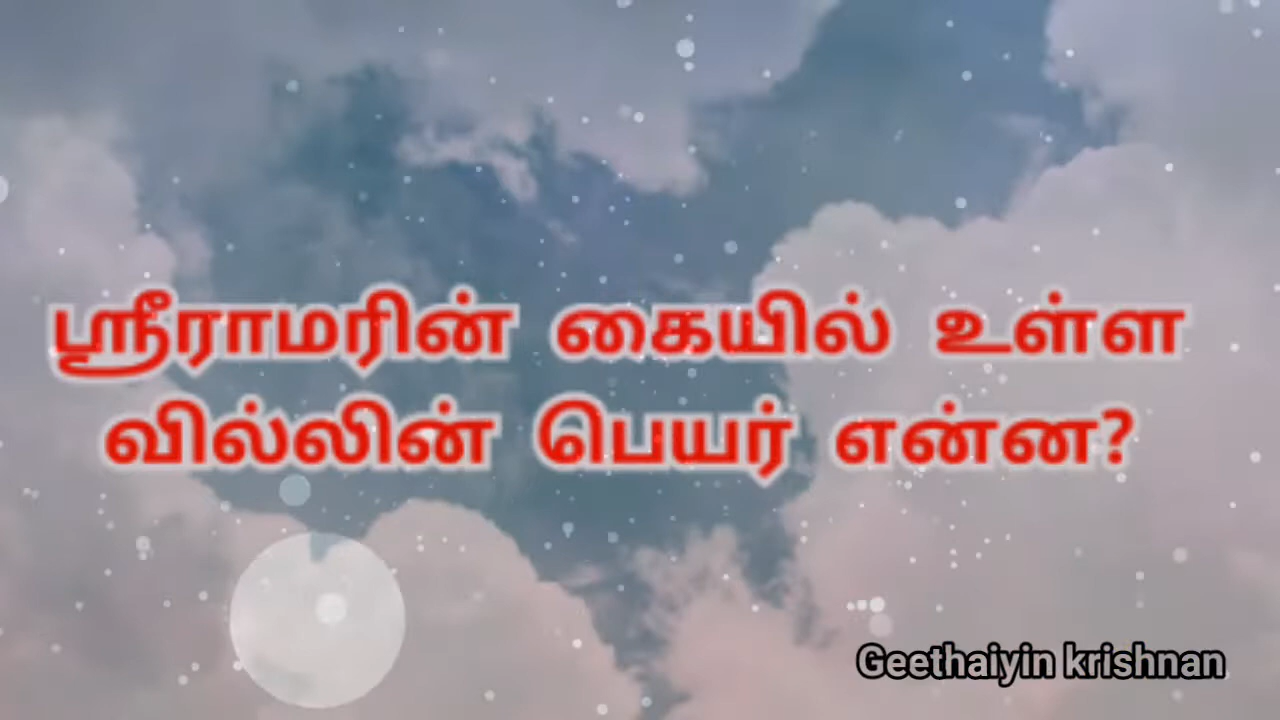 ஸ்ரீராமரின் கையில் உள்ள
வில்லின் பெயர் என்ன?
Geethaiyin krishnan